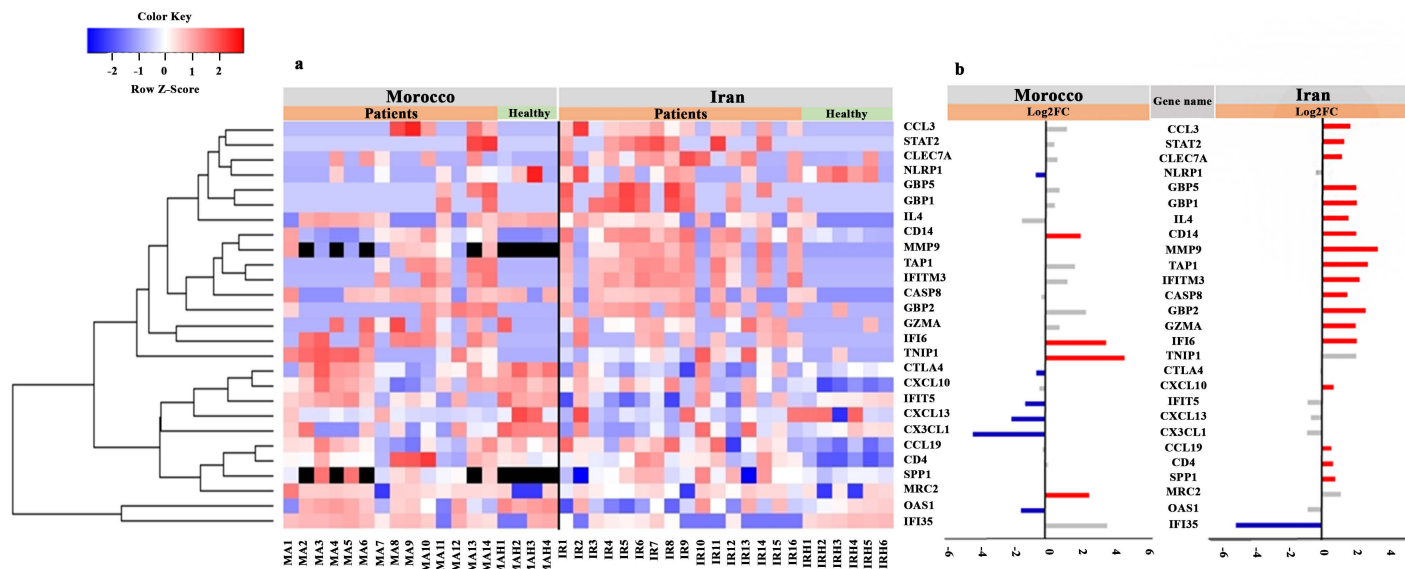 Color Key
-2 -1 0 1 2
Row Z-Score
a
Morocco Iran
Patients Healthy Patients Healthy
CCL3
STAT2
CLEC7A
NLRP1
GBP5
GBP1
IL4
CD14
MMP9
TAP1
IFITM3
CASP8
GBP2
GZMA
IFI6
TNIP1
CTLA4
CXCL10
IFIT5
CXCL13
CX3CL1
CCL19
CD4
SPP1
MRC2
OAS1
IFI35
MA1 MA2 MA3 MA4 MA5 MA6 MA7 MA8 MA9 MA10 MA11 MA12 MA13 MA14 MAH1 MAH2 MAH3 MAH4 IR1 IR2 IR3 IR4 IR5 IR6 IR7 IR8 IR9 IR10 IR11 IR12 IR13 IR14 IR15 IR16 IRH1 IRH2 IRH3 IRH4 IRH5 IRH6
b
Morocco Gene name Iran
Log2FC Log2FC
CCL3
STAT2
CLEC7A
NLRP1
GBP5
GBP1
IL4
CD14
MMP9
TAP1
IFITM3
CASP8
GBP2
GZMA
IFI6
TNIP1
CTLA4
CXCL10
IFIT5
CXCL13
CX3CL1
CCL19
CD4
SPP1
MRC2
OAS1
IFI35
-6 -4 -2 0 2 4 6 -6 -4 -2 0 2 4